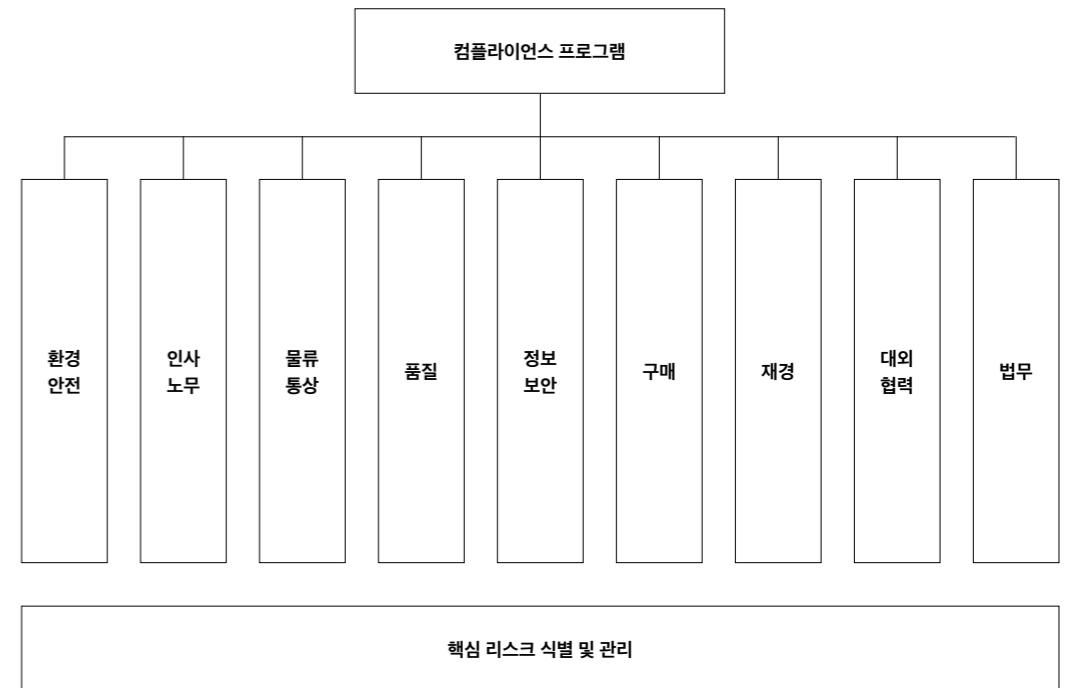 컴플라이언스 프로그램
환경
안전
인사
노무
물류
통상
품질
정보
보안
구매
재경
대외
협력
법무
핵심 리스크 식별 및 관리